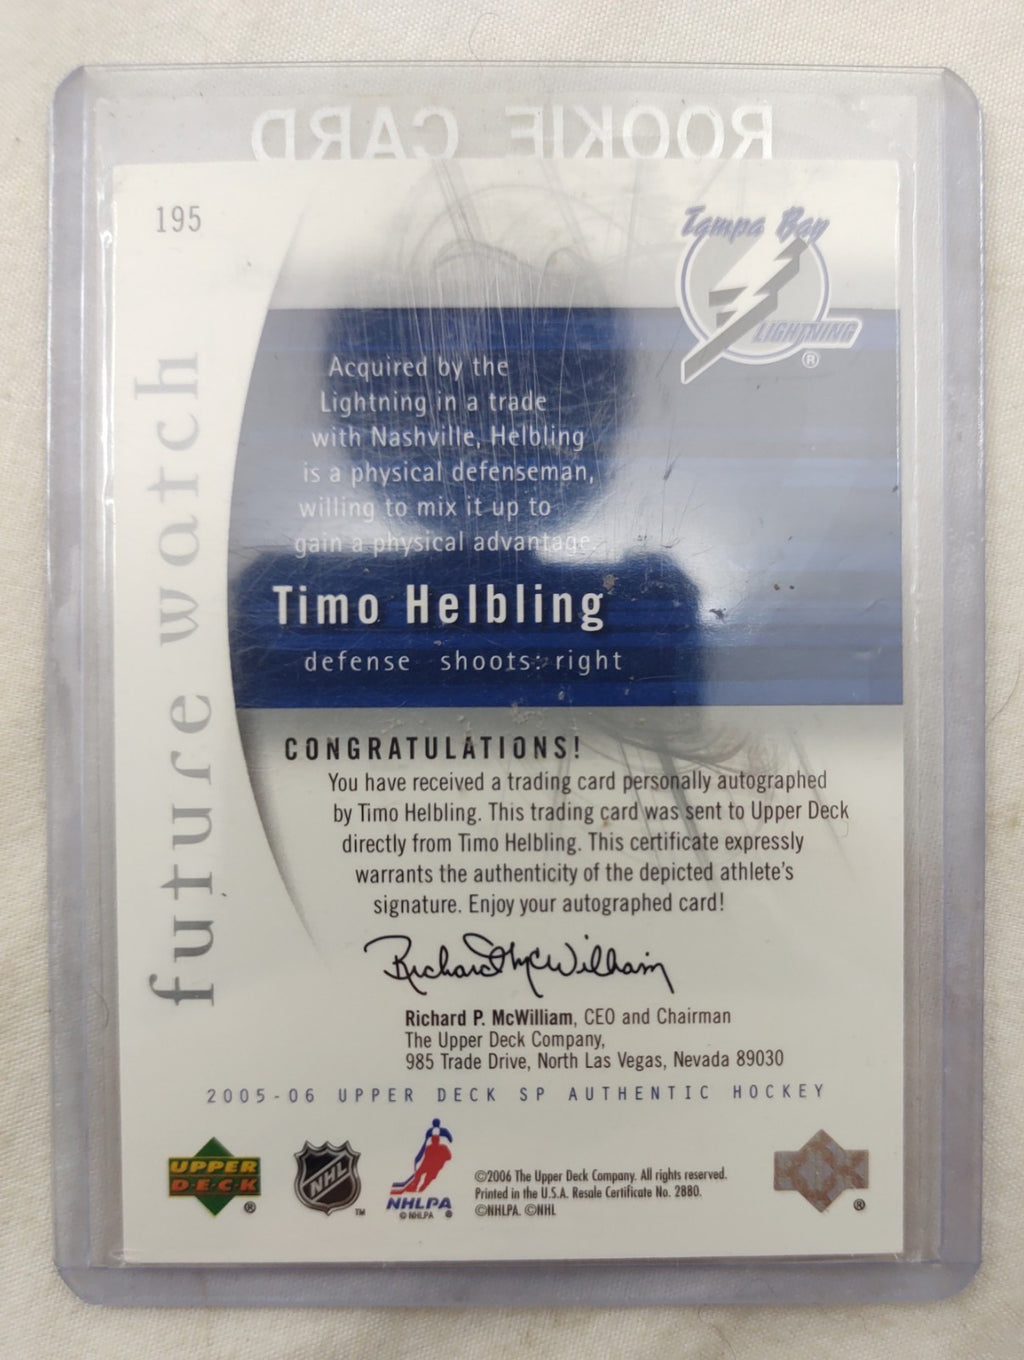 ROOKIE CARD
195
Tampa Bay
LIGHTNING
®
future watch
Acquired by the
Lightning in a trade
with Nashville, Helbling
is a physical defenseman,
willing to mix it up to
gain a physical advantage.
Timo Helbling
defense shoots: right
CONGRATULATIONS!
You have received a trading card personally autographed
by Timo Helbling. This trading card was sent to Upper Deck
directly from Timo Helbling. This certificate expressly
warrants the authenticity of the depicted athlete's
signature. Enjoy your autographed card!
Richard McWilliam
Richard P. McWilliam, CEO and Chairman
The Upper Deck Company,
985 Trade Drive, North Las Vegas, Nevada 89030
2005-06 UPPER DECK SP AUTHENTIC HOCKEY
UPPER
D·E·C·K
®
NHL
™
NHLPA
© NHLPA ®
©2006 The Upper Deck Company. All rights reserved.
Printed in the U.S.A. Resale Certificate No. 2880.
©NHLPA. ©NHL
®